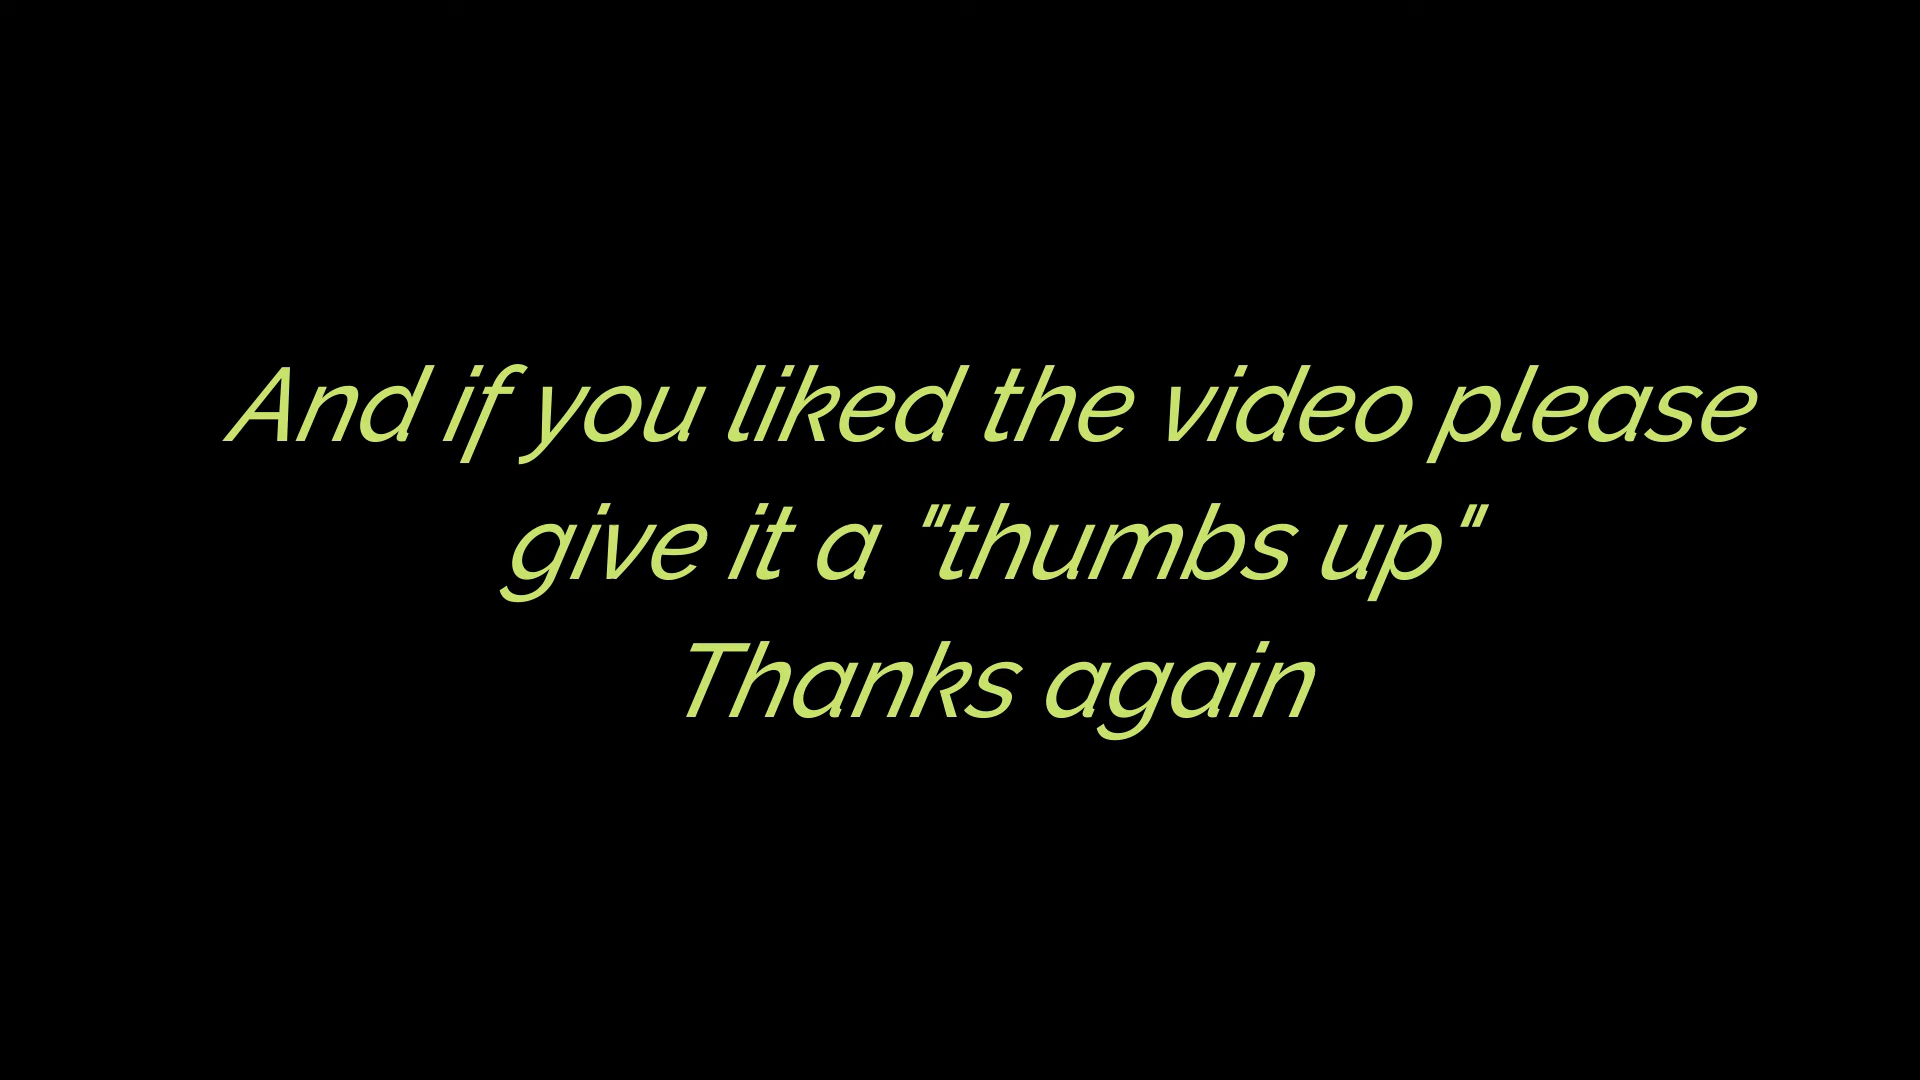 And if you liked the video please
give it a "thumbs up"
Thanks again